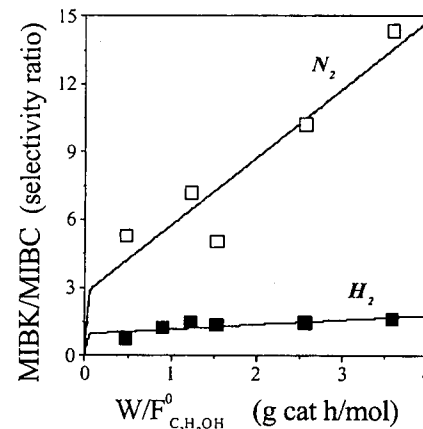 15
12
9
6
3
0
MIBK/MIBC (selectivity ratio)
N₂
H₂
0 1 2 3
W/F⁰C₃H₇OH (g cat h/mol)